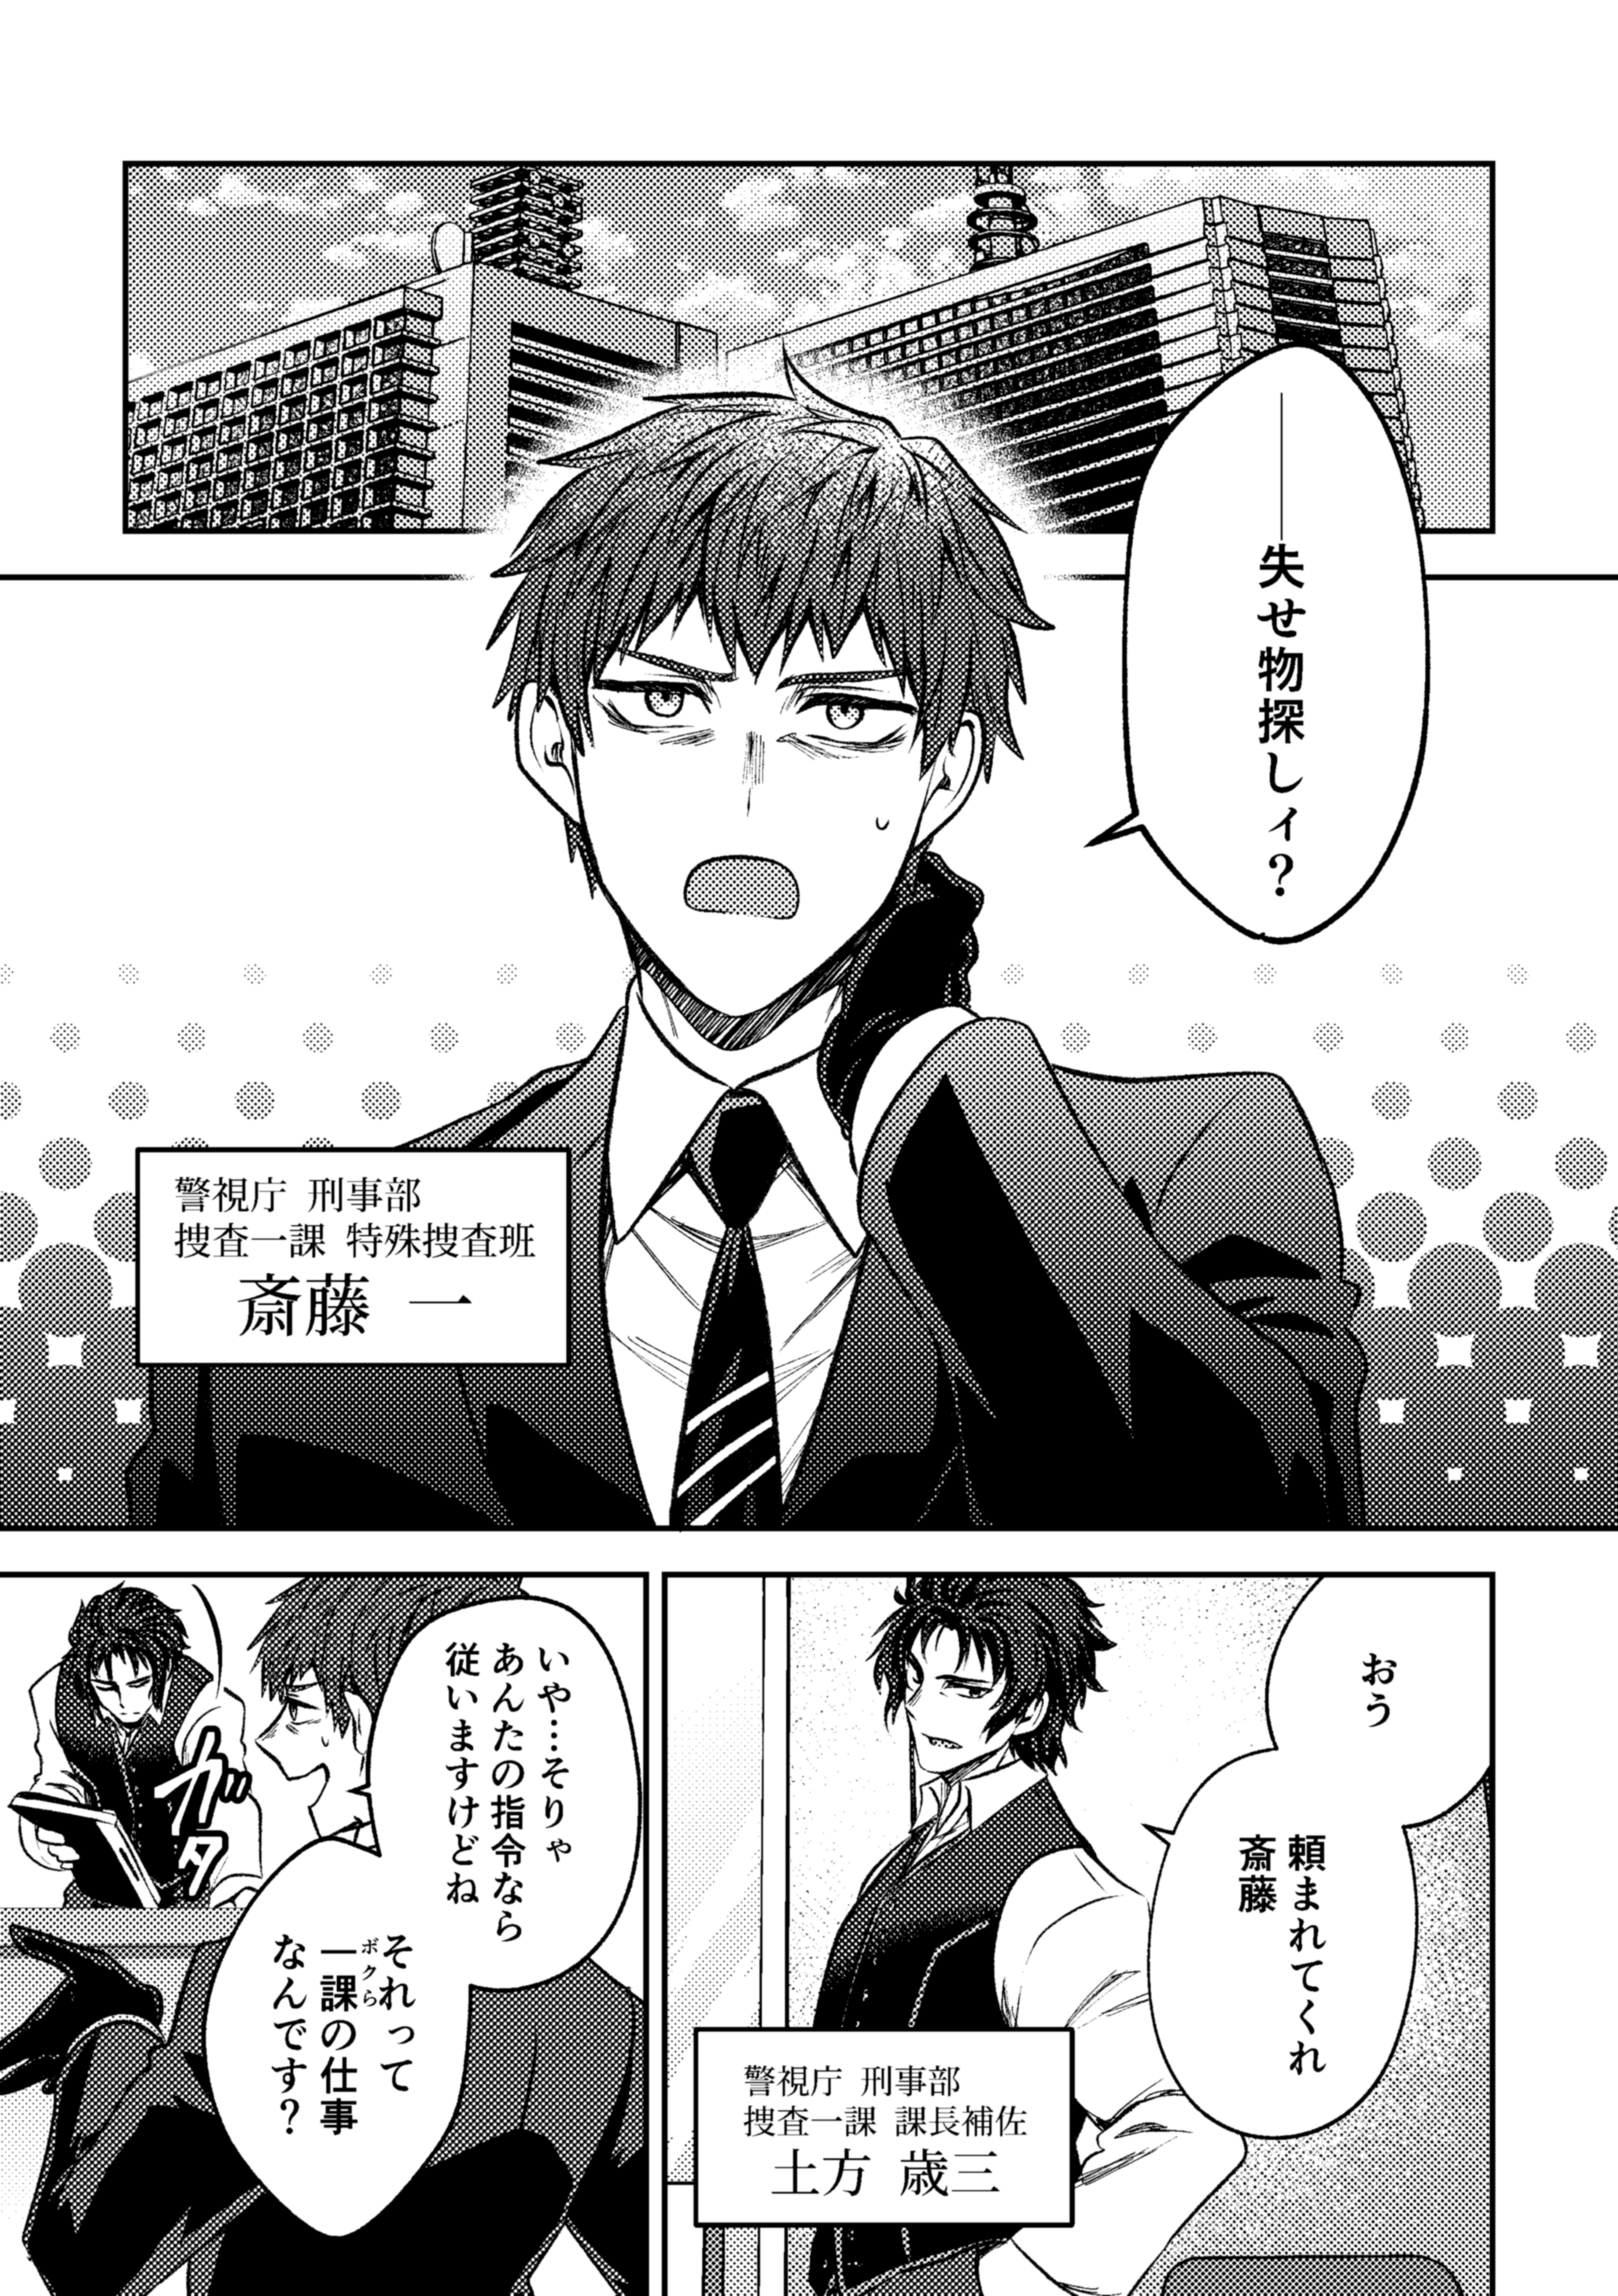 ――失せ物探しィ？
警視庁 刑事部
捜査一課 特殊捜査班
斎藤 一
おう
頼まれてくれ
斎藤
警視庁 刑事部
捜査一課 課長補佐
土方 歳三
いや…そりゃ
あんたの指令なら
従いますけどね
ガタ
それって
一課の仕事
ボクら
なんです？